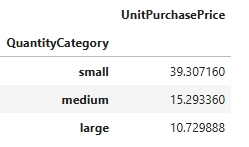 UnitPurchasePrice
QuantityCategory
small 39.307160
medium 15.293360
large 10.729888